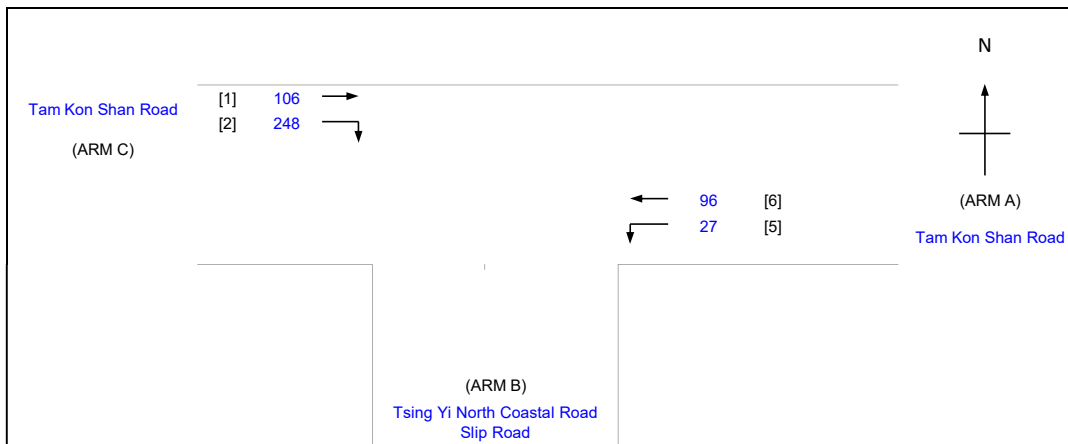 N
Tam Kon Shan Road [1] 106
[2] 248
(ARM C)
96 [6] (ARM A)
27 [5]
Tam Kon Shan Road
(ARM B)
Tsing Yi North Coastal Road
Slip Road